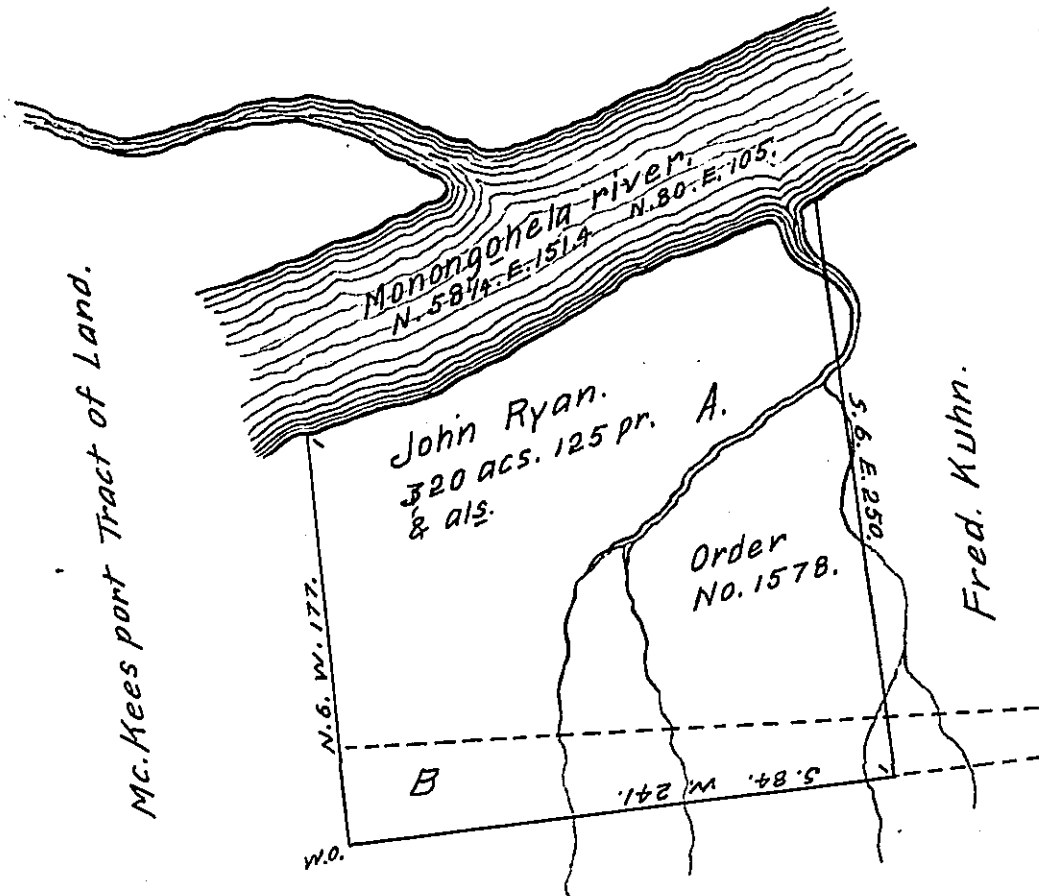 Monongohela river.
N. 58 1/4. E. 151.4 N. 80. E. 105.
Mc. Kees port Tract of Land.
John Ryan.
320 acs. 125 pr. A.
& als.
Order
No. 1578.
S. 6. E. 250.
Fred. Kuhn.
N. 6. W. 177.
B
S. 84. W. 241.
W.O.